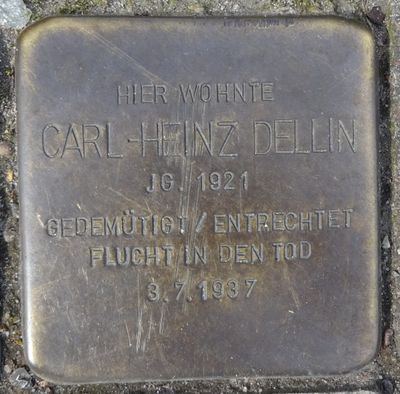 HIER WOHNTE
CARL-HEINZ DELLIN
JG. 1921
GEDEMÜTIGT / ENTRECHTET
FLUCHT IN DEN TOD
3.7.1937